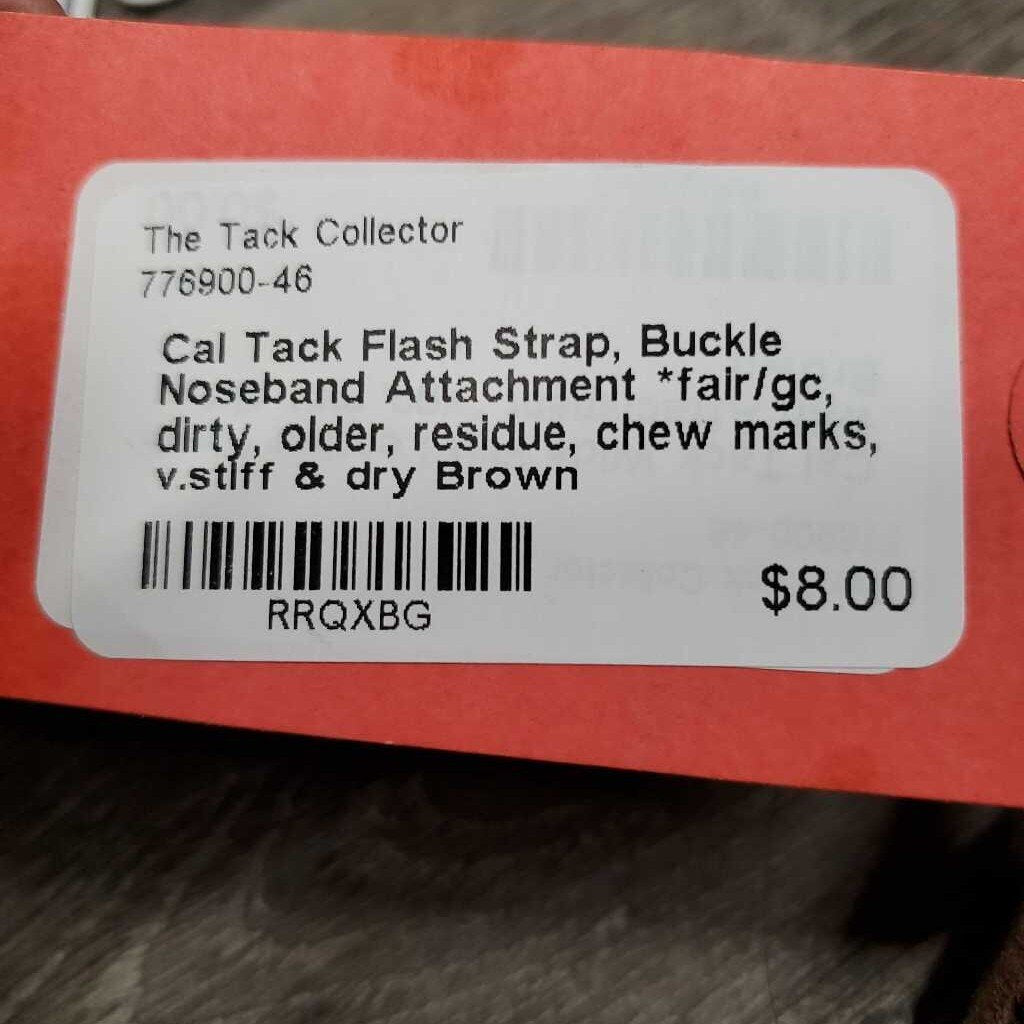 The Tack Collector
776900-46
Cal Tack Flash Strap, Buckle
Noseband Attachment *fair/gc,
dirty, older, residue, chew marks,
v.stiff & dry Brown
RRQXBG
$8.00